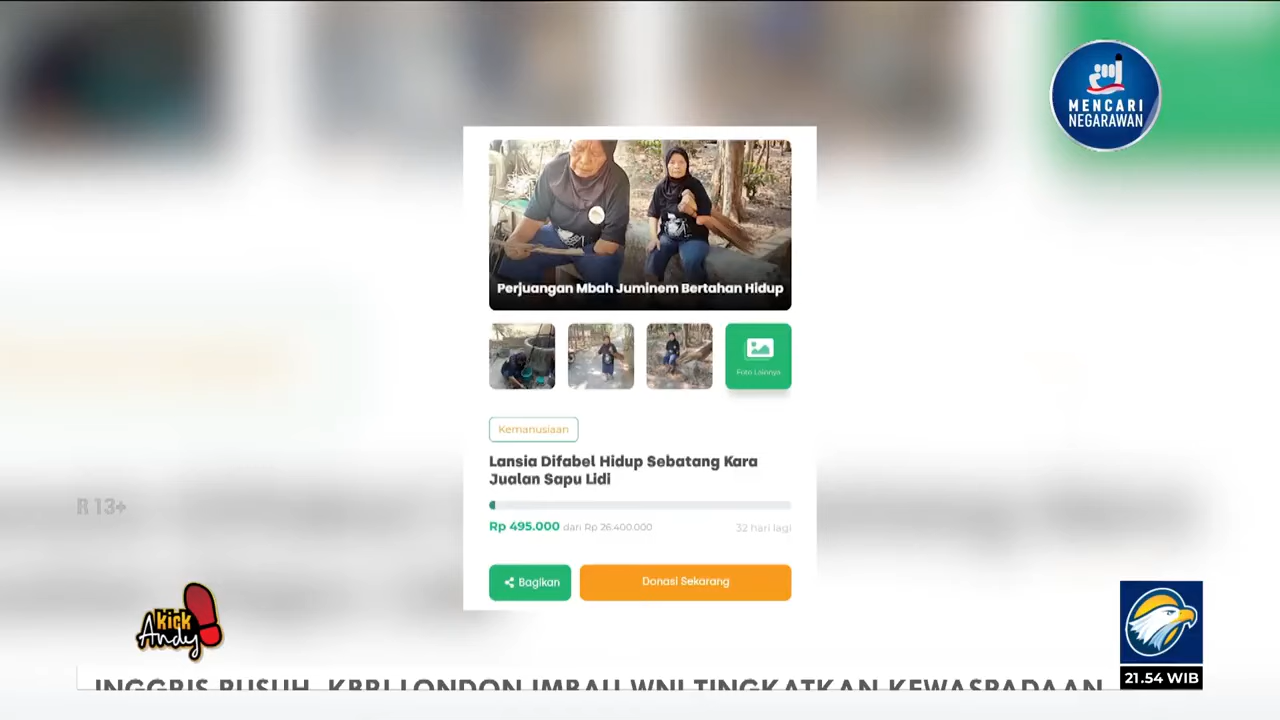 MENCARI
NEGARAWAN
Perjuangan Mbah Juminem Bertahan Hidup
Foto Lainnya
Kemanusiaan
Lansia Difabel Hidup Sebatang Kara
Jualan Sapu Lidi
Rp 495.000 dari Rp 26.400.000
32 hari lagi
Bagikan
Donasi Sekarang
R 13+
kick
Andy
INGGRIS RUSUH, KBRI LONDON IMBAU WNI TINGKATKAN KEWASPADAAN
21.54 WIB